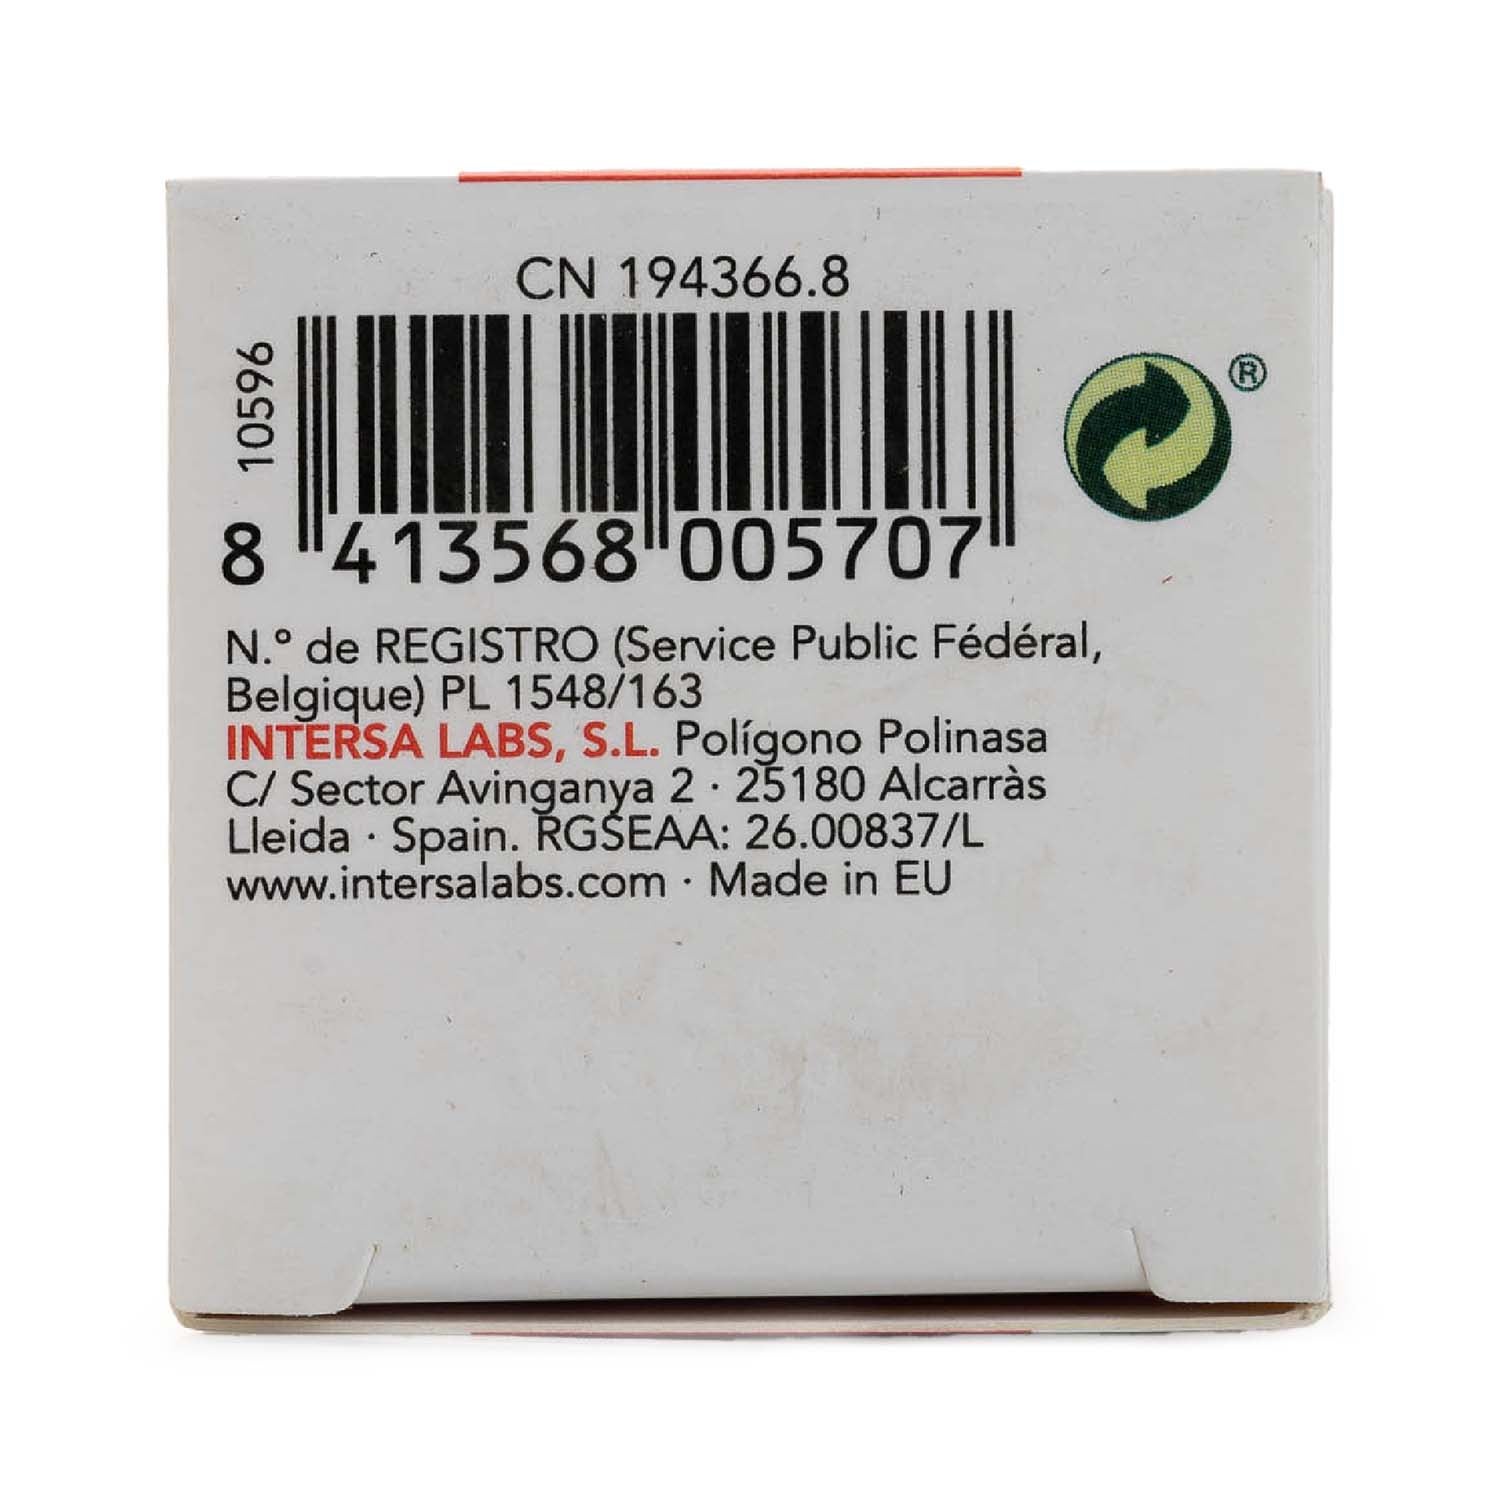 CN 194366.8
10596
8 413568 005707
®
N.º de REGISTRO (Service Public Fédéral,
Belgique) PL 1548/163
INTERSA LABS, S.L. Polígono Polinasa
C/ Sector Avinganya 2 · 25180 Alcarràs
Lleida · Spain. RGSEAA: 26.00837/L
www.intersalabs.com · Made in EU